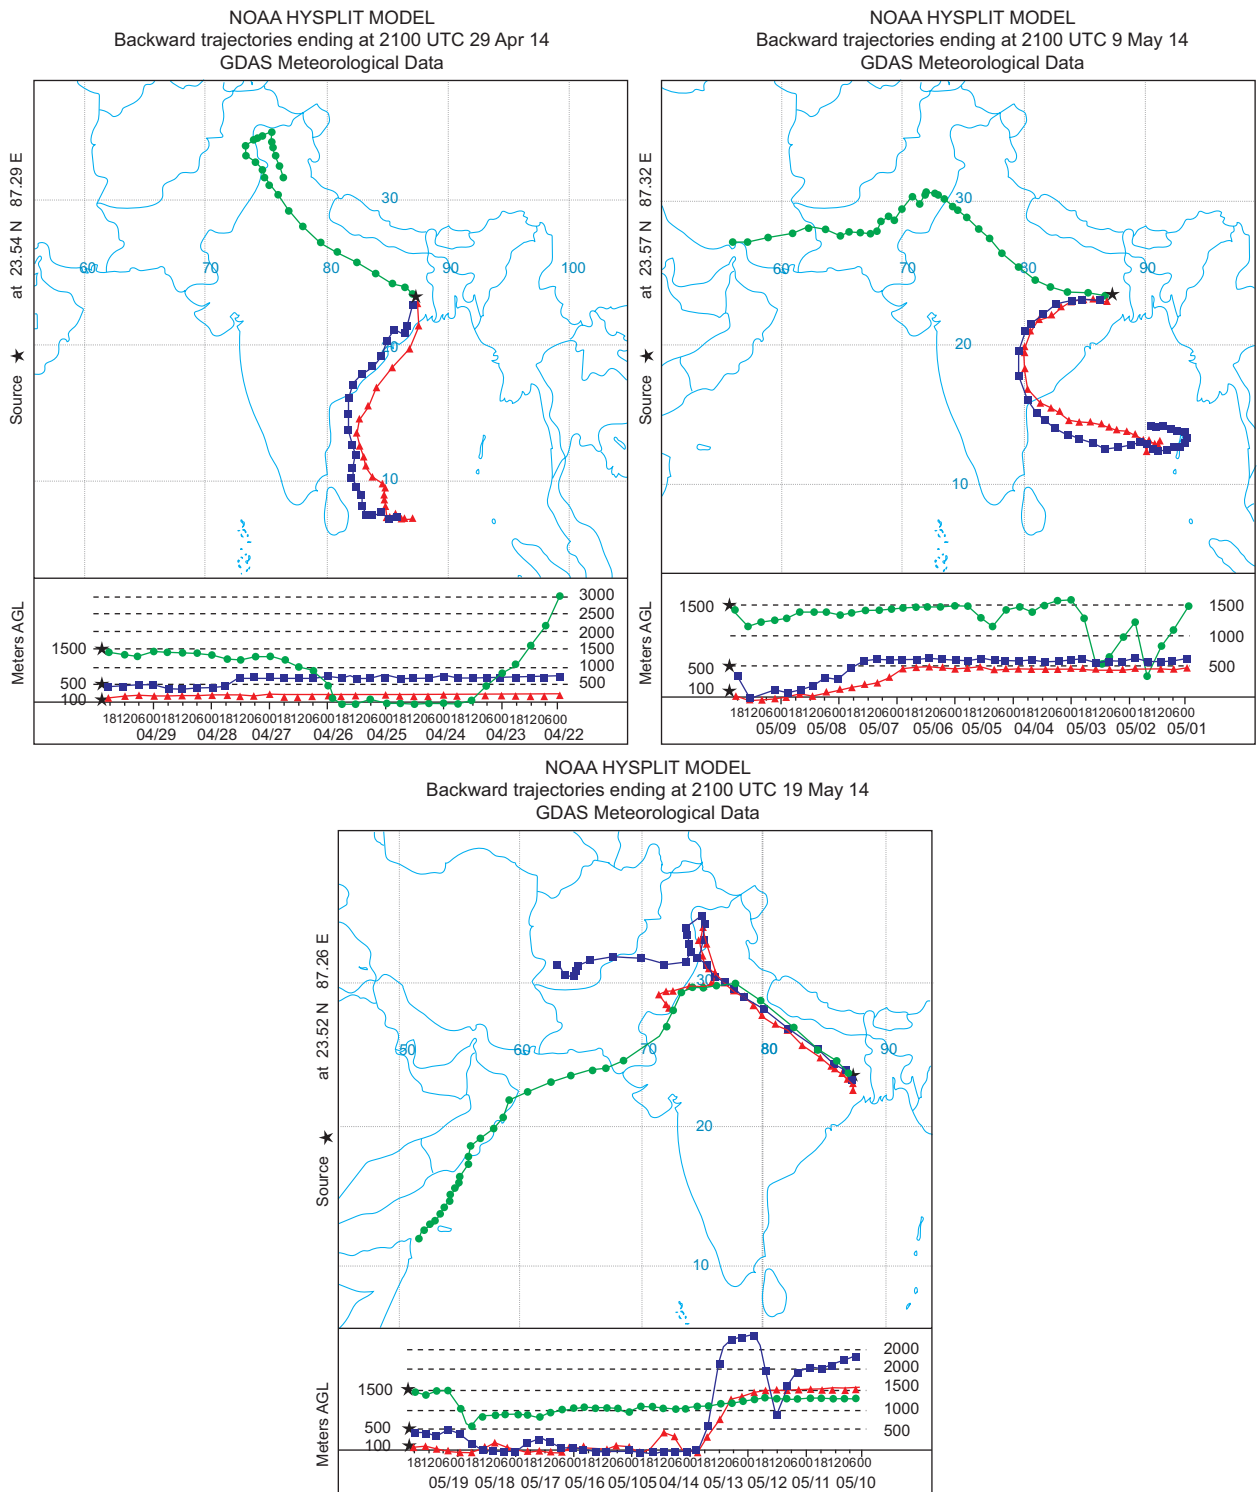 NOAA HYSPLIT MODEL
Backward trajectories ending at 2100 UTC 29 Apr 14
GDAS Meteorological Data
Source ★ at 23.54 N 87.29 E
30
60 70 80 90 100
20
10
Meters AGL
1500
500
100
3000
2500
2000
1500
1000
500
181206001812060018120600181206001812060018120600181206001812060 0
04/29 04/28 04/27 04/26 04/25 04/24 04/23 04/22
NOAA HYSPLIT MODEL
Backward trajectories ending at 2100 UTC 9 May 14
GDAS Meteorological Data
Source ★ at 23.57 N 87.32 E
30
60 70 80 90
20
10
Meters AGL
1500
500
100
1500
1000
500
1812060018120600181206001812060018120600181206001812060018120600
05/09 05/08 05/07 05/06 05/05 05/04 05/03 05/02 05/01
NOAA HYSPLIT MODEL
Backward trajectories ending at 2100 UTC 19 May 14
GDAS Meteorological Data
Source ★ at 23.52 N 87.26 E
30
50 60 70 80 90
20
10
Meters AGL
1500
500
100
2000
2000
1500
1000
500
1812060018120600181206001812060018120600181206001812060018120600
05/19 05/18 05/17 05/16 05/105 04/14 05/13 05/12 05/11 05/10